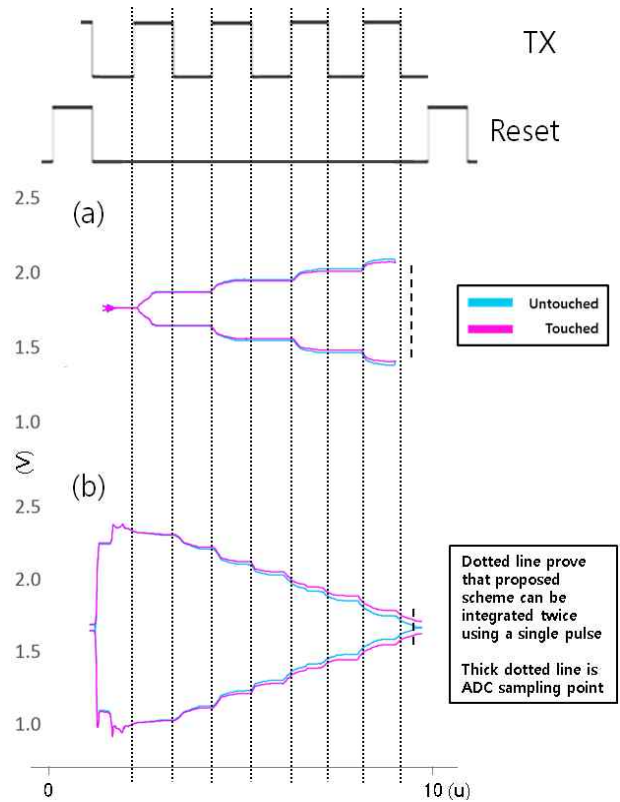 TX
Reset
2.5
(a)
2.0
Untouched
Touched
1.5
1.0
(V)
(b)
2.5
2.0
1.5
1.0
Dotted line prove
that proposed
scheme can be
integrated twice
using a single pulse
Thick dotted line is
ADC sampling point
0
10 (u)